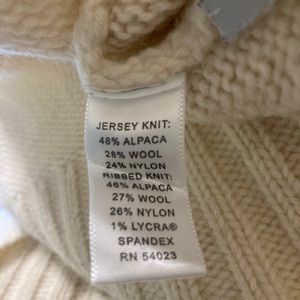 JERSEY KNIT:
48% ALPACA
28% WOOL
24% NYLON
RIBBED KNIT:
46% ALPACA
27% WOOL
26% NYLON
1% LYCRA®
SPANDEX
RN 54023